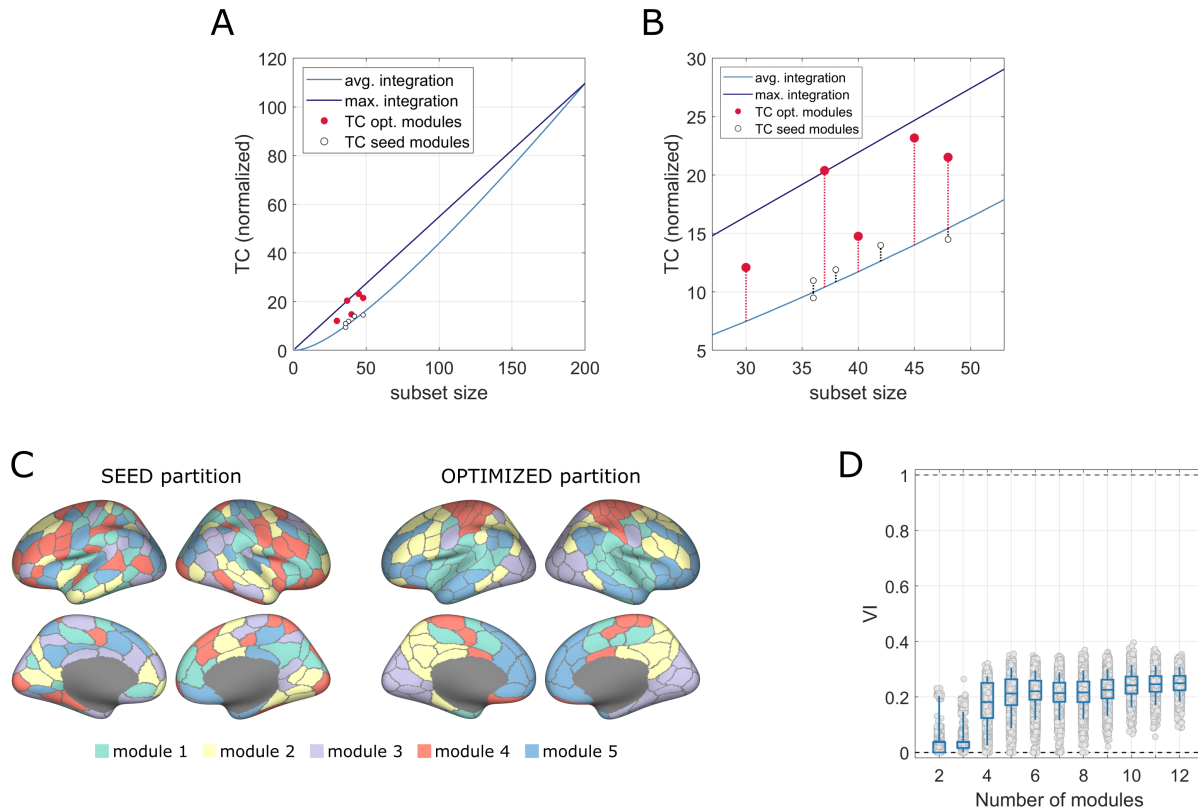 A
120
100
80
60
40
20
0
TC (normalized)
avg. integration
max. integration
TC opt. modules
TC seed modules
0 50 100 150 200
subset size
B
30
25
20
15
10
5
TC (normalized)
avg. integration
max. integration
TC opt. modules
TC seed modules
30 35 40 45 50
subset size
C
SEED partition OPTIMIZED partition
module 1 module 2 module 3 module 4 module 5
D
1
0.8
0.6
0.4
0.2
0
VI
2 4 6 8 10 12
Number of modules